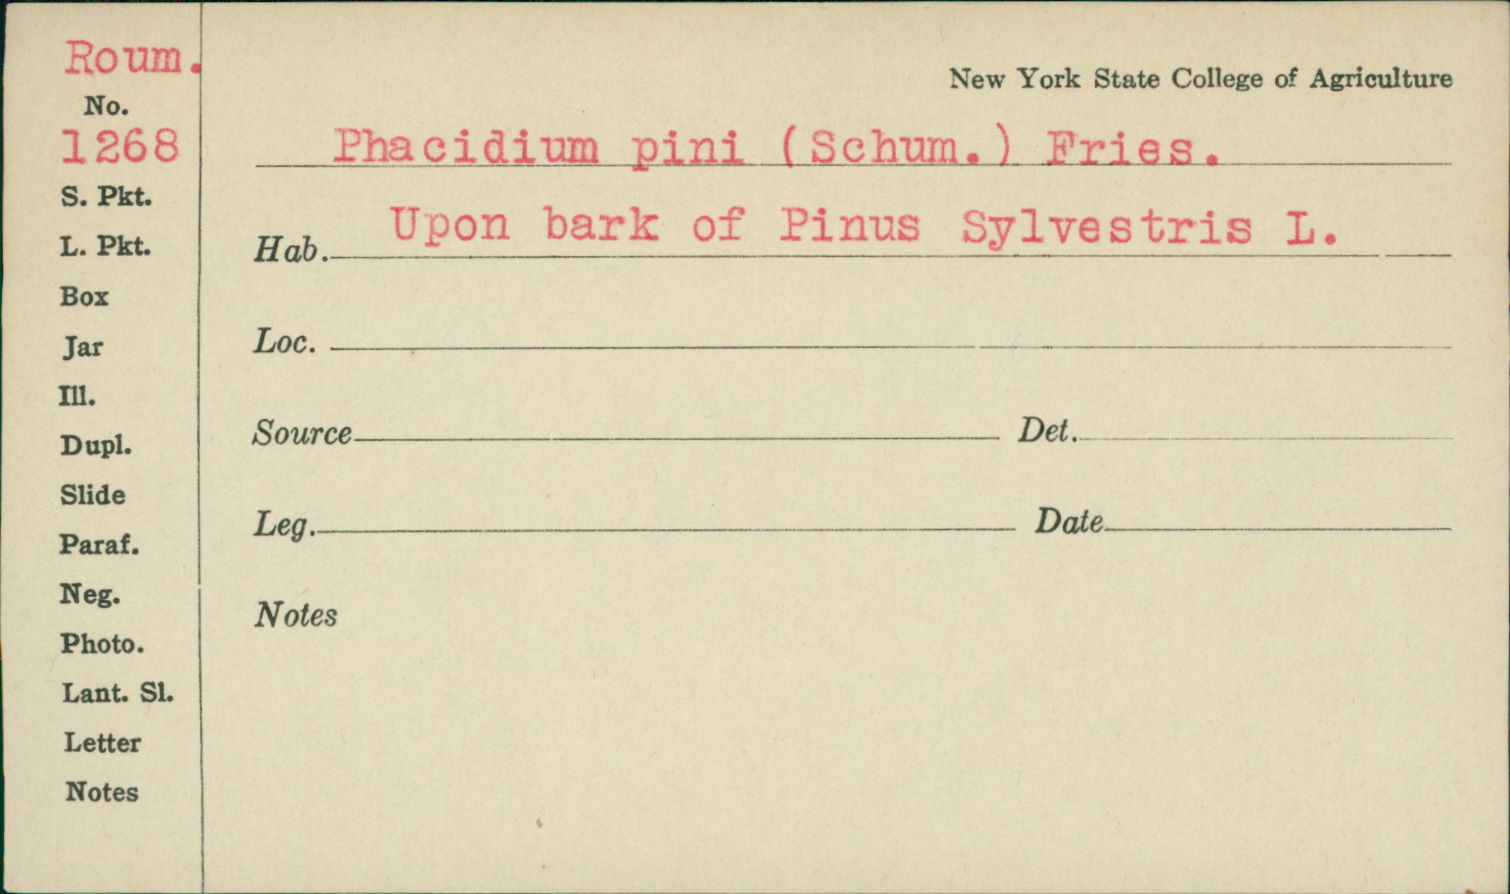 Roum.
No.
1268
S. Pkt.
L. Pkt.
Box
Jar
Ill.
Dupl.
Slide
Paraf.
Neg.
Photo.
Lant. Sl.
Letter
Notes
New York State College of Agriculture
Phacidium pini (Schum.) Fries.
Hab. Upon bark of Pinus Sylvestris L.
Loc.
Source Det.
Leg. Date
Notes